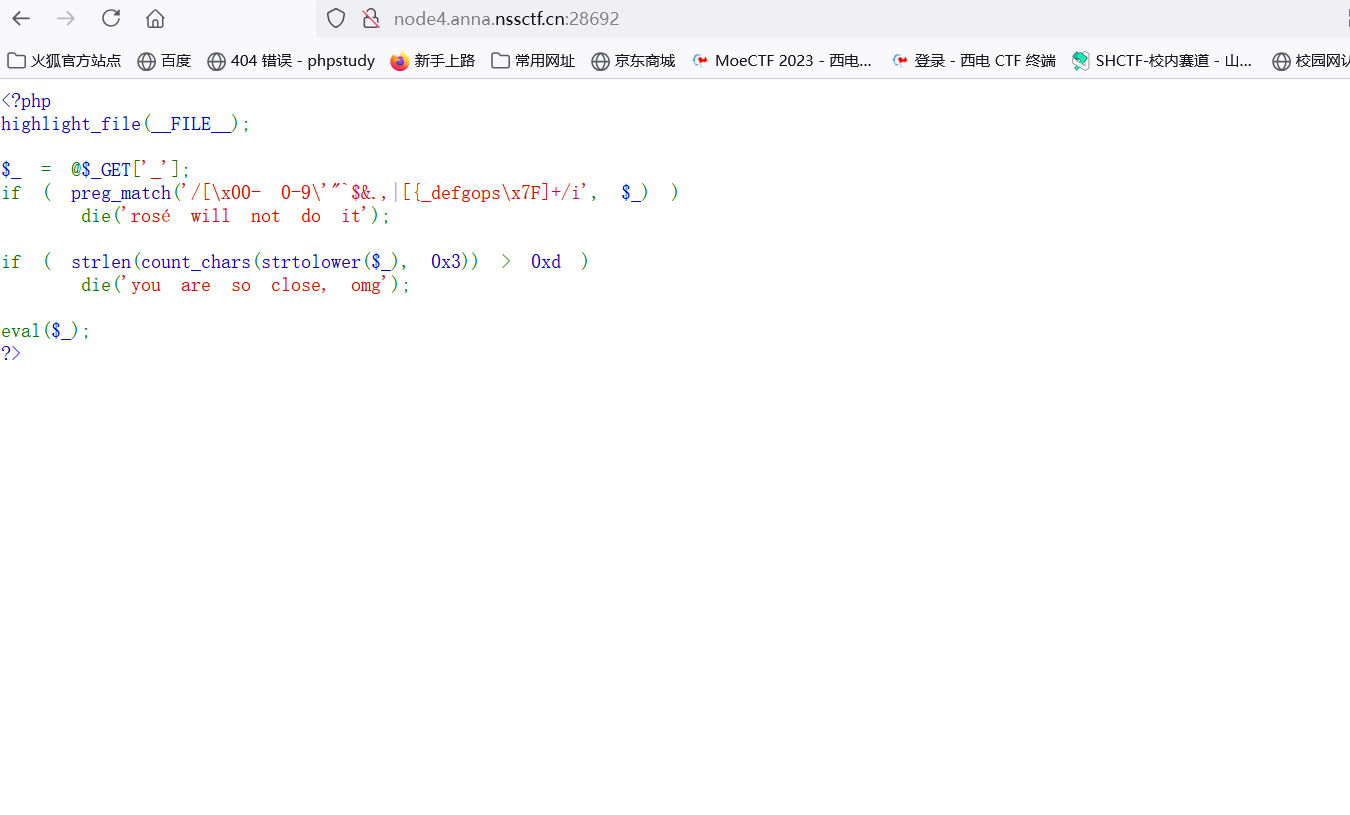 node4.anna.nssctf.cn:28692
火狐官方站点 百度 404 错误 - phpstudy 新手上路 常用网址 京东商城 MoeCTF 2023 - 西电... 登录 - 西电 CTF 终端 SHCTF-校内赛道 - 山... 校园网
<?php
highlight_file(__FILE__);
$_ = @$_GET['_'];
if ( preg_match('/[\x00- 0-9\'"`$&.,|[{_defgops\x7F]+/i', $_) )
die('rosé will not do it');
if ( strlen(count_chars(strtolower($_), 0x3)) > 0xd )
die('you are so close, omg');
eval($_);
?>